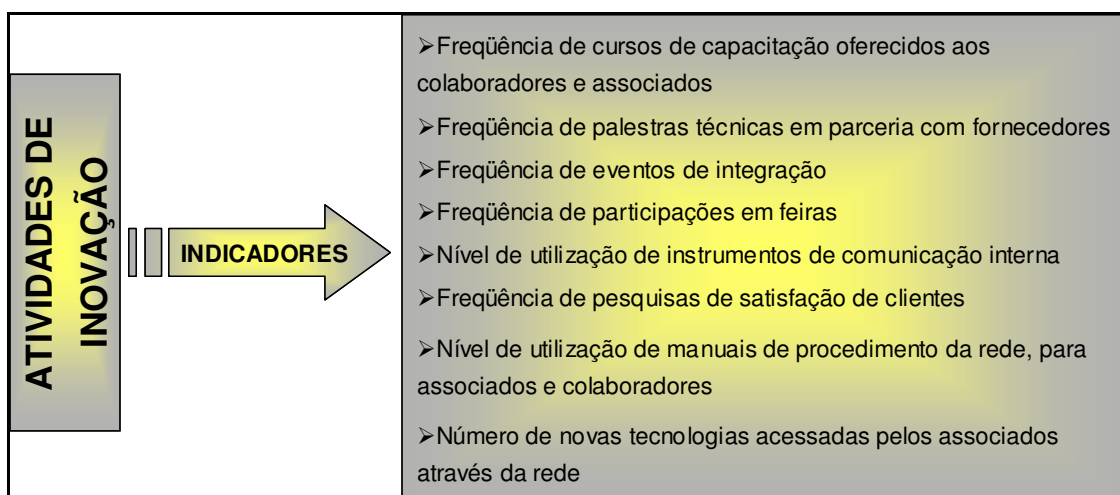 ATIVIDADES DE
INOVAÇÃO
INDICADORES
➢Freqüência de cursos de capacitação oferecidos aos
colaboradores e associados
➢Freqüência de palestras técnicas em parceria com fornecedores
➢Freqüência de eventos de integração
➢Freqüência de participações em feiras
➢Nível de utilização de instrumentos de comunicação interna
➢Freqüência de pesquisas de satisfação de clientes
➢Nível de utilização de manuais de procedimento da rede, para
associados e colaboradores
➢Número de novas tecnologias acessadas pelos associados
através da rede